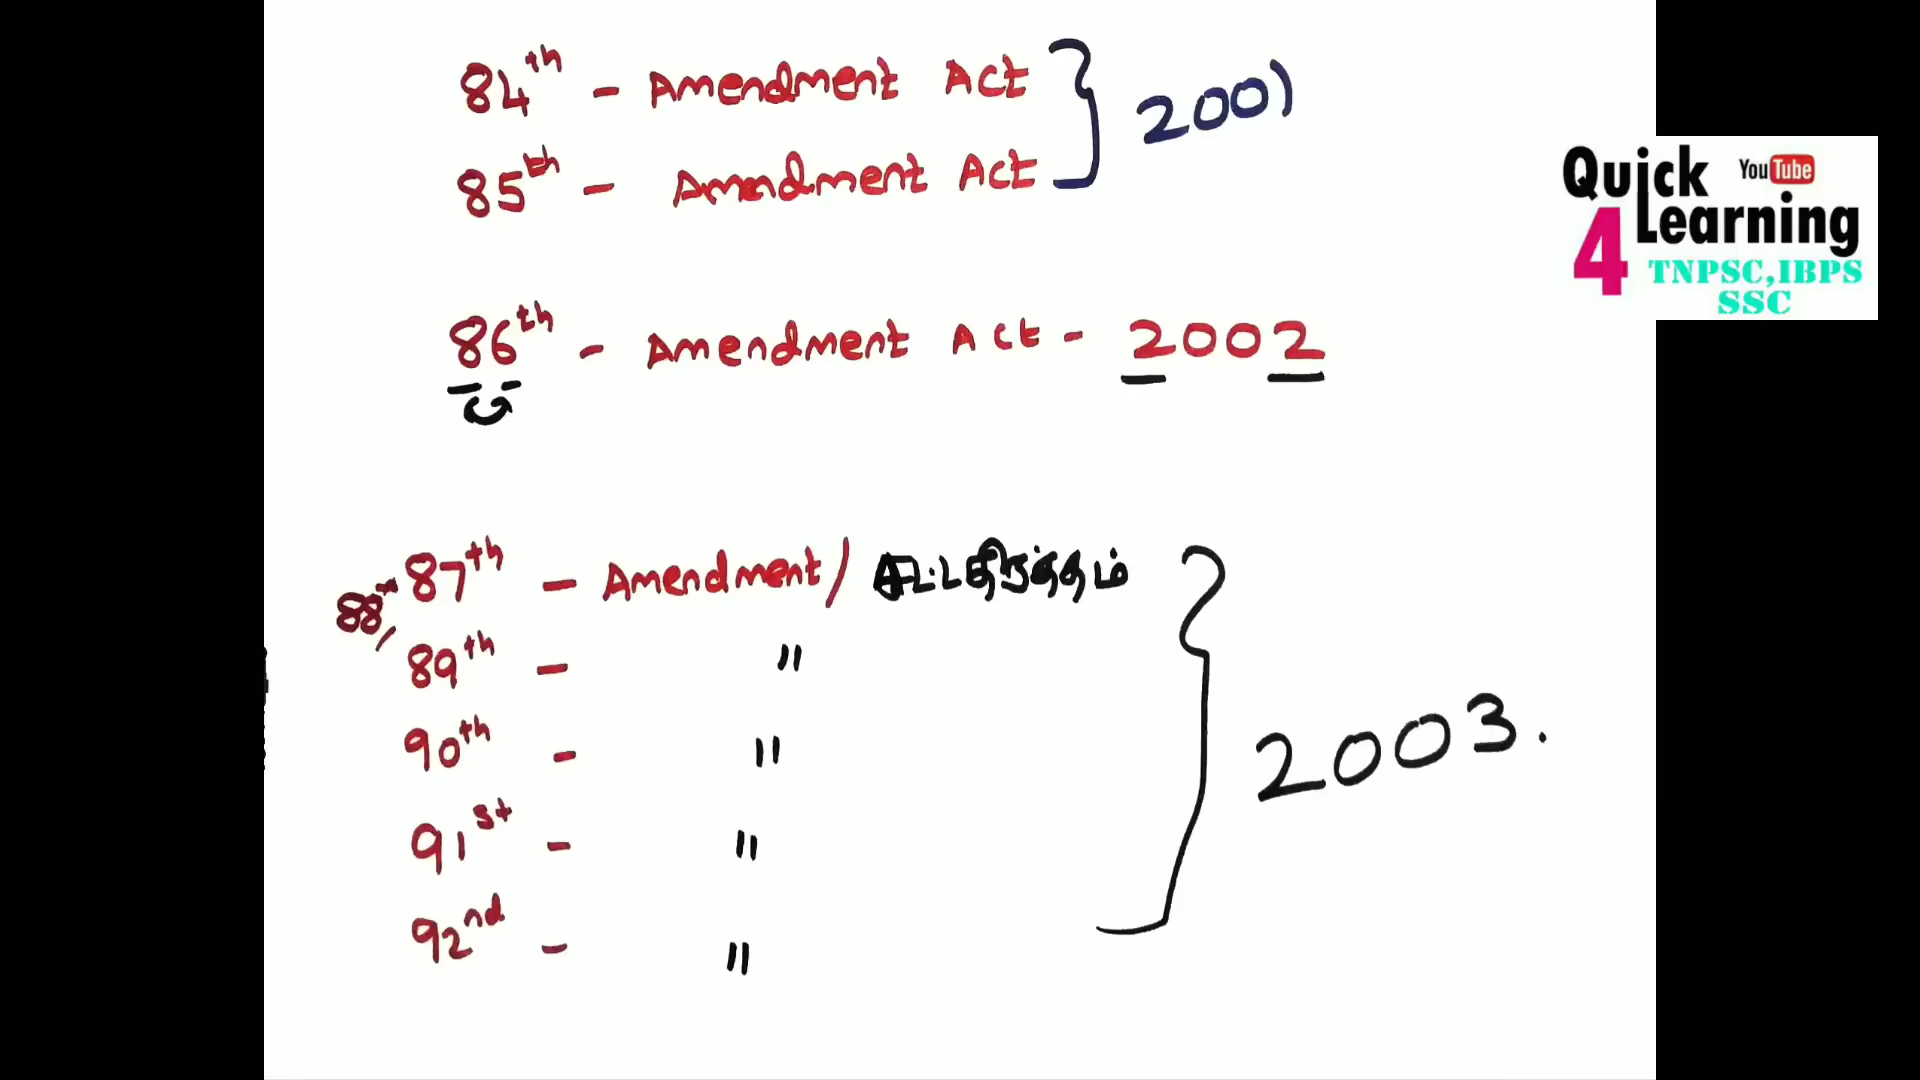 84th - Amendment Act } 2001
85th - Amendment Act
86th - Amendment Act - 2002
87th - Amendment / சட்டதிருத்தம்
88th,
89th - "
90th - "
91st - "
92nd - "
2003.
Quick YouTube
4 Learning
TNPSC,IBPS
SSC